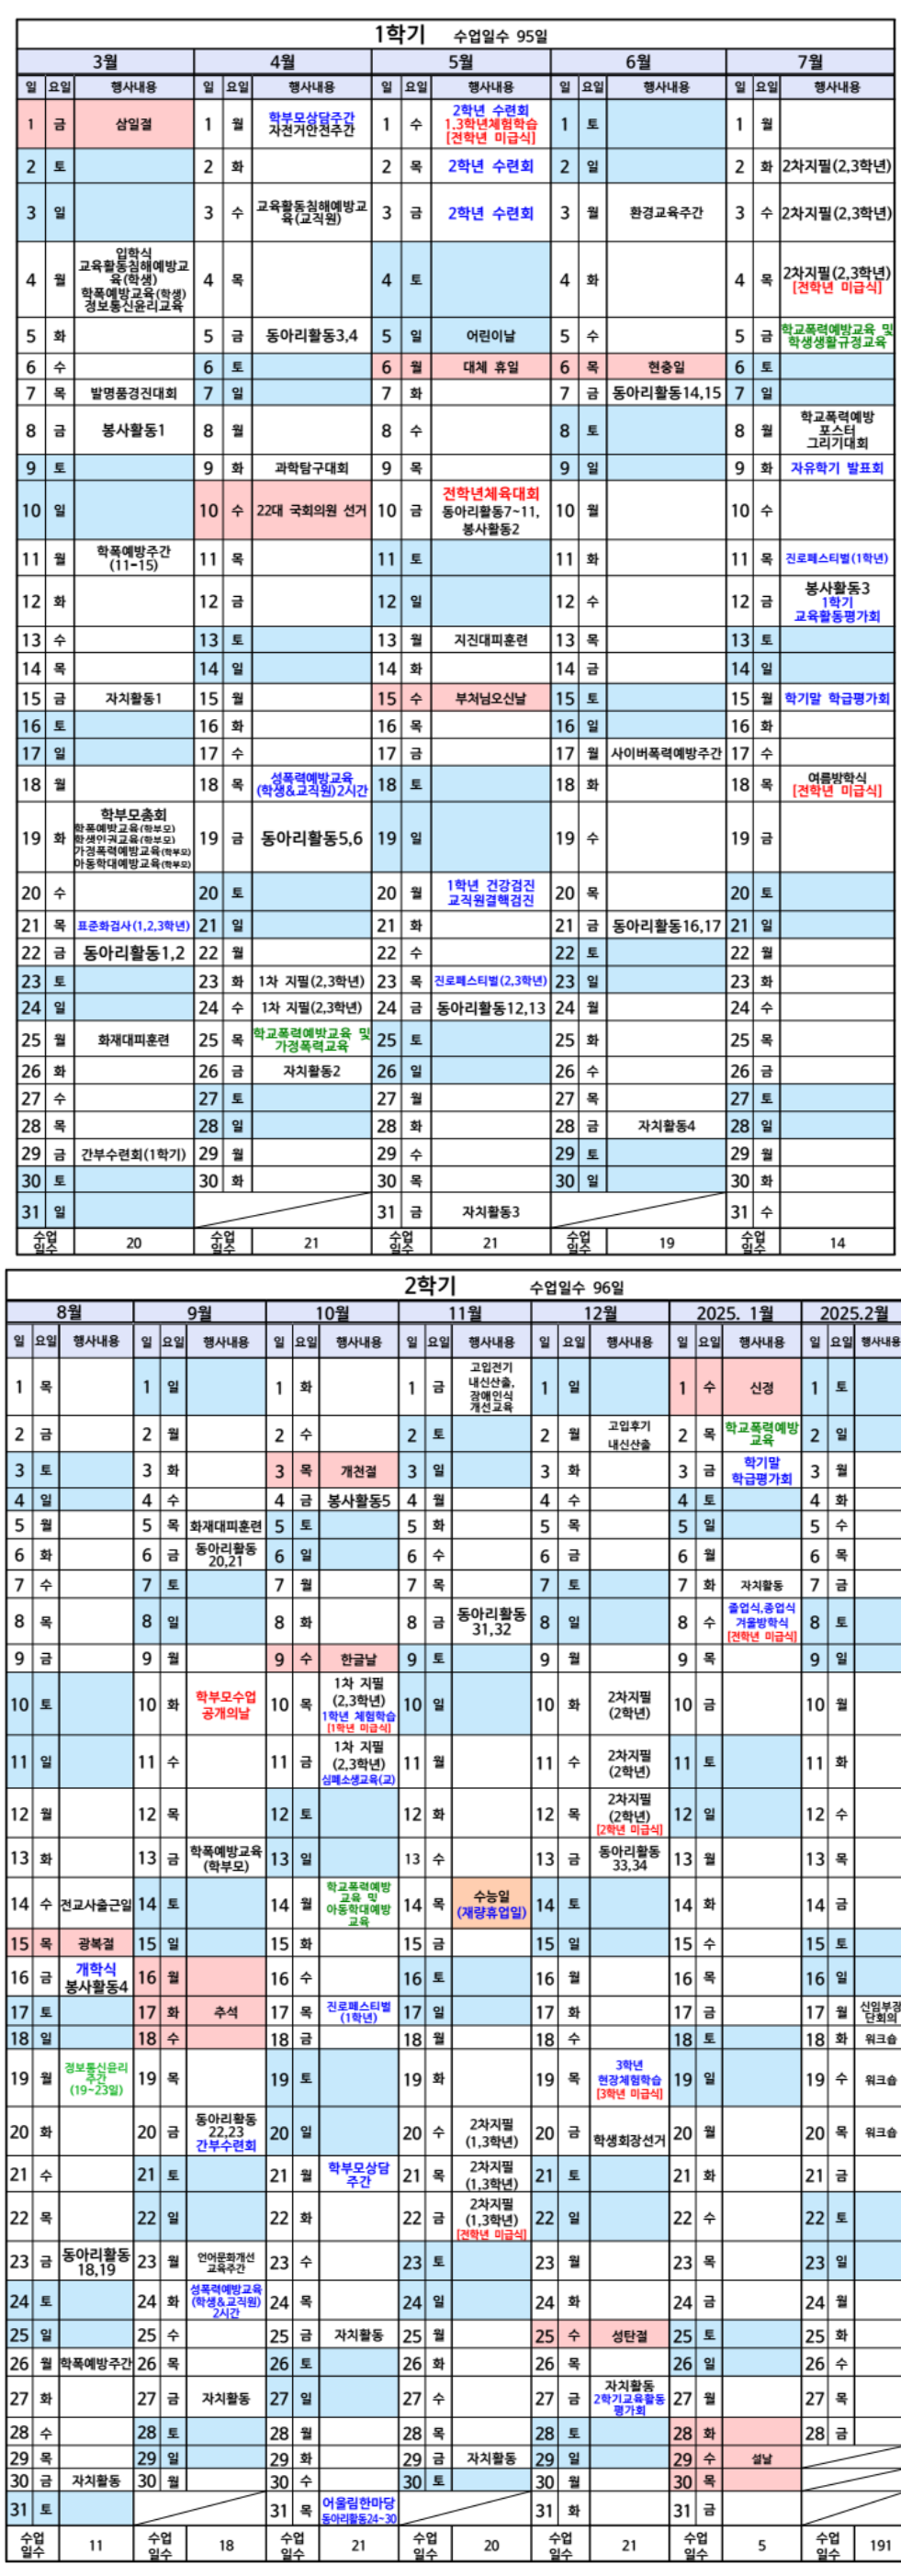 1학기 수업일수 95일
3월 4월 5월 6월 7월
일 요일 행사내용 일 요일 행사내용 일 요일 행사내용 일 요일 행사내용 일 요일 행사내용
1 금 삼일절 1 월 학부모상담주간 자전거안전주간 1 수 2학년 수련회 1,3학년체험학습 [전학년 미급식] 1 토 1 월
2 토 2 화 2 목 2학년 수련회 2 일 2 화 2차지필(2,3학년)
3 일 3 수 교육활동침해예방교육(교직원) 3 금 2학년 수련회 3 월 환경교육주간 3 수 2차지필(2,3학년)
4 월 입학식 교육활동침해예방교육(학생) 학폭예방교육(학생) 정보통신윤리교육 4 목 4 토 4 화 4 목 2차지필(2,3학년) [전학년 미급식]
5 화 5 금 동아리활동3,4 5 일 어린이날 5 수 5 금 학교폭력예방교육 및 학생생활규정교육
6 수 6 토 6 월 대체 휴일 6 목 현충일 6 토
7 목 발명품경진대회 7 일 7 화 7 금 동아리활동14,15 7 일
8 금 봉사활동1 8 월 8 수 8 토 8 월 학교폭력예방 포스터 그리기대회
9 토 9 화 과학탐구대회 9 목 9 일 9 화 자유학기 발표회
10 일 10 수 22대 국회의원 선거 10 금 전학년체육대회 동아리활동7~11, 봉사활동2 10 월 10 수
11 월 학폭예방주간 (11-15) 11 목 11 토 11 화 11 목 진로페스티벌(1학년)
12 화 12 금 12 일 12 수 12 금 봉사활동3 1학기 교육활동평가회
13 수 13 토 13 월 지진대피훈련 13 목 13 토
14 목 14 일 14 화 14 금 14 일
15 금 자치활동1 15 월 15 수 부처님오신날 15 토 15 월 학기말 학급평가회
16 토 16 화 16 목 16 일 16 화
17 일 17 수 17 금 17 월 사이버폭력예방주간 17 수
18 월 18 목 성폭력예방교육 (학생&교직원)2시간 18 토 18 화 18 목 여름방학식 [전학년 미급식]
19 화 학부모총회 학폭예방교육(학부모) 학생인권교육(학부모) 가정폭력예방교육(학부모) 아동학대예방교육(학부모) 19 금 동아리활동5,6 19 일 19 수 19 금
20 수 20 토 20 월 1학년 건강검진 교직원결핵검진 20 목 20 토
21 목 표준화검사(1,2,3학년) 21 일 21 화 21 금 동아리활동16,17 21 일
22 금 동아리활동1,2 22 월 22 수 22 토 22 월
23 토 23 화 1차 지필(2,3학년) 23 목 진로페스티벌(2,3학년) 23 일 23 화
24 일 24 수 1차 지필(2,3학년) 24 금 동아리활동12,13 24 월 24 수
25 월 화재대피훈련 25 목 학교폭력예방교육 및 가정폭력교육 25 토 25 화 25 목
26 화 26 금 자치활동2 26 일 26 수 26 금
27 수 27 토 27 월 27 목 27 토
28 목 28 일 28 화 28 금 자치활동4 28 일
29 금 간부수련회(1학기) 29 월 29 수 29 토 29 월
30 토 30 화 30 목 30 일 30 화
31 일 31 금 자치활동3 31 수
수업일수 20 수업일수 21 수업일수 21 수업일수 19 수업일수 14
2학기 수업일수 96일
8월 9월 10월 11월 12월 2025. 1월 2025.2월
일 요일 행사내용 일 요일 행사내용 일 요일 행사내용 일 요일 행사내용 일 요일 행사내용 일 요일 행사내용 일 요일 행사내용
1 목 1 일 1 화 1 금 고입전기 내신산출, 장애인식 개선교육 1 일 1 수 신정 1 토
2 금 2 월 2 수 2 토 2 월 고입후기 내신산출 2 목 학교폭력예방 교육 2 일
3 토 3 화 3 목 개천절 3 일 3 화 3 금 학기말 학급평가회 3 월
4 일 4 수 4 금 봉사활동5 4 월 4 수 4 토 4 화
5 월 5 목 화재대피훈련 5 토 5 화 5 목 5 일 5 수
6 화 6 금 동아리활동 20,21 6 일 6 수 6 금 6 월 6 목
7 수 7 토 7 월 7 목 7 토 7 화 자치활동 7 금
8 목 8 일 8 화 8 금 동아리활동 31,32 8 일 8 수 졸업식,종업식 겨울방학식 [전학년 미급식] 8 토
9 금 9 월 9 수 한글날 9 토 9 월 9 목 9 일
10 토 10 화 학부모수업 공개의날 10 목 1차 지필 (2,3학년) 1학년 체험학습 [1학년 미급식] 10 일 10 화 2차지필 (2학년) 10 금 10 월
11 일 11 수 11 금 1차 지필 (2,3학년) 심폐소생교육(교) 11 월 11 수 2차지필 (2학년) 11 토 11 화
12 월 12 목 12 토 12 화 12 목 2차지필 (2학년) [2학년 미급식] 12 일 12 수
13 화 13 금 학폭예방교육 (학부모) 13 일 13 수 13 금 동아리활동 33,34 13 월 13 목
14 수 전교사출근일 14 토 14 월 학교폭력예방 교육 및 아동학대예방 교육 14 목 수능일 (재량휴업일) 14 토 14 화 14 금
15 목 광복절 15 일 15 화 15 금 15 일 15 수 15 토
16 금 개학식 봉사활동4 16 월 16 수 16 토 16 월 16 목 16 일
17 토 17 화 추석 17 목 진로페스티벌 (1학년) 17 일 17 화 17 금 17 월 신임부장단회의
18 일 18 수 18 금 18 월 18 수 18 토 18 화 워크숍
19 월 정보통신윤리 주간 (19~23일) 19 목 19 토 19 화 19 목 3학년 현장체험학습 [3학년 미급식] 19 일 19 수 워크숍
20 화 20 금 동아리활동 22,23 간부수련회 20 일 20 수 2차지필 (1,3학년) 20 금 학생회장선거 20 월 20 목 워크숍
21 수 21 토 21 월 학부모상담 주간 21 목 2차지필 (1,3학년) 21 토 21 화 21 금
22 목 22 일 22 화 22 금 2차지필 (1,3학년) [전학년 미급식] 22 일 22 수 22 토
23 금 동아리활동 18,19 23 월 언어문화개선 교육주간 23 수 23 토 23 월 23 목 23 일
24 토 24 화 성폭력예방교육 (학생&교직원) 2시간 24 목 24 일 24 화 24 금 24 월
25 일 25 수 25 금 자치활동 25 월 25 수 성탄절 25 토 25 화
26 월 학폭예방주간 26 목 26 토 26 화 26 목 26 일 26 수
27 화 27 금 자치활동 27 일 27 수 27 금 자치활동 2학기교육활동 평가회 27 월 27 목
28 수 28 토 28 월 28 목 28 토 28 화 28 금
29 목 29 일 29 화 29 금 자치활동 29 일 29 수 설날
30 금 자치활동 30 월 30 수 30 토 30 월 30 목
31 토 31 목 어울림한마당 동아리활동24~30 31 화 31 금
수업일수 11 수업일수 18 수업일수 21 수업일수 20 수업일수 21 수업일수 5 수업일수 191